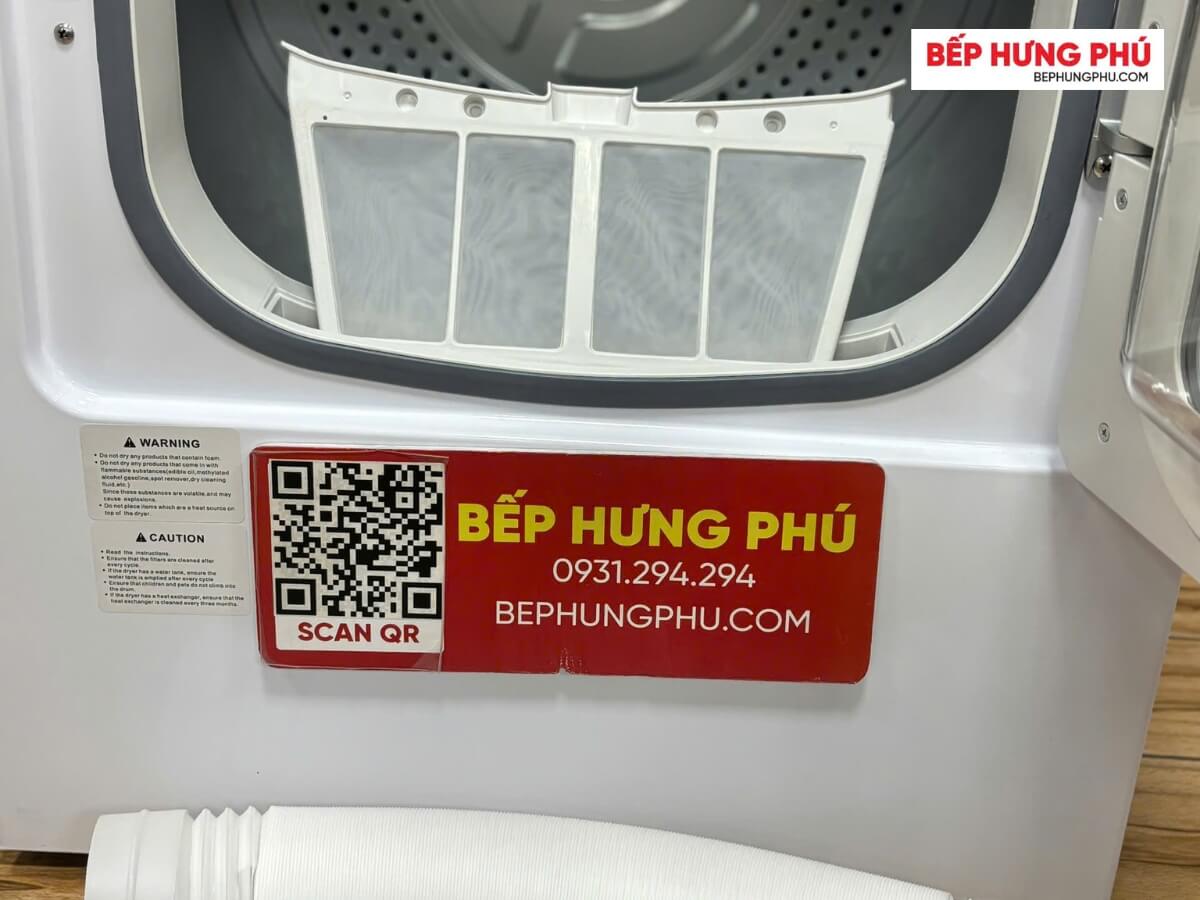 BẾP HƯNG PHÚ
BEPHUNGPHU.COM
WARNING
• Do not dry any products that contain foam.
• Do not dry any products that come in with
flammable substances(edible oil,methylated
alcohol gasoline,spot remover,dry cleaning
fluid,etc.)
Since those substances are volatile,and may
cause explosions.
• Do not place items which are a heat source on
top of the dryer.
CAUTION
• Read the instructions.
• Ensure that the filters are cleaned after
every cycle.
• If the dryer has a water tank, ensure the
water tank is emptied after every cycle
• Ensure that children and pets do not climb into
the drum.
• If the dryer has a heat exchanger, ensure that the
heat exchanger is cleaned every three months.
SCAN QR
BẾP HƯNG PHÚ
0931.294.294
BEPHUNGPHU.COM